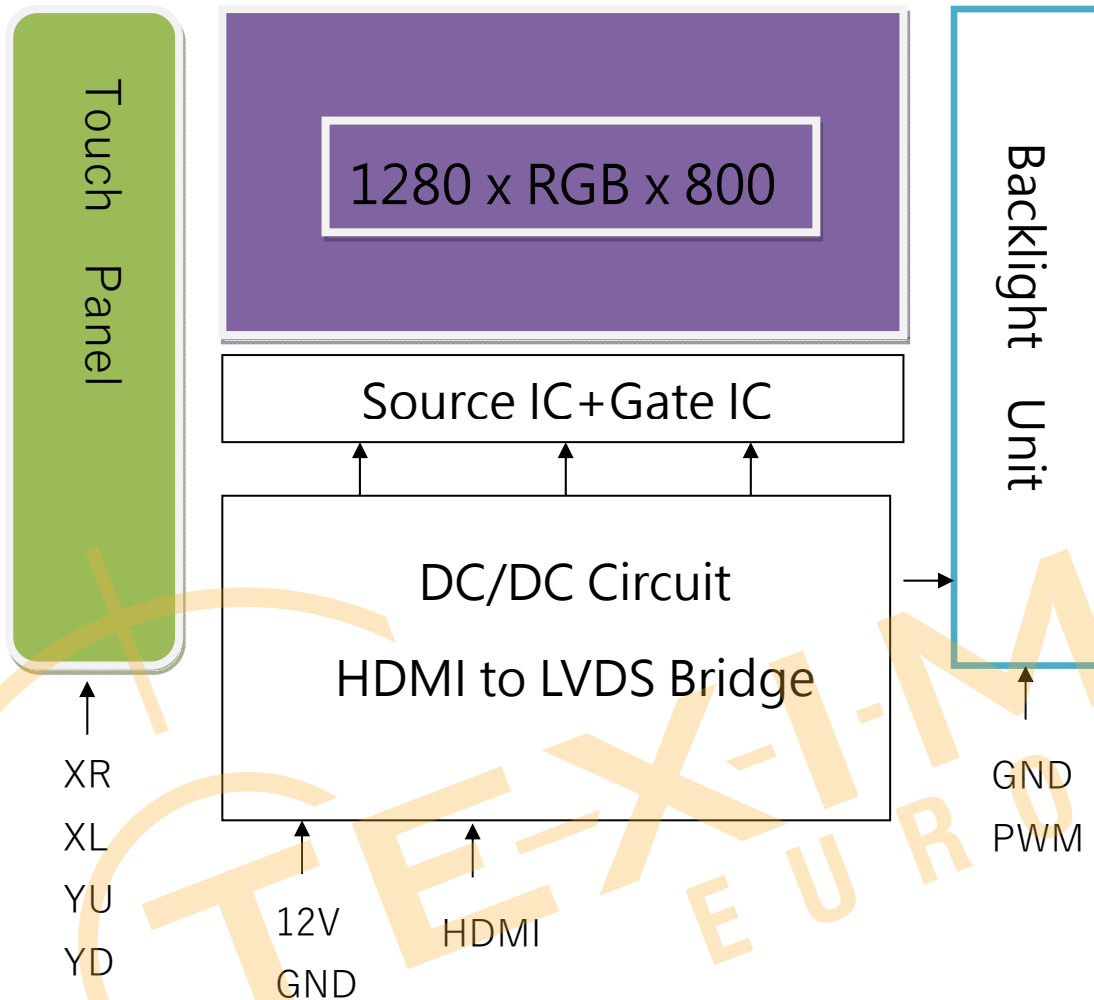 Touch Panel
1280 x RGB x 800
Backlight Unit
Source IC+Gate IC
DC/DC Circuit
HDMI to LVDS Bridge
XR
XL
YU
YD
12V
GND
HDMI
GND
PWM
TEXIM
EURO